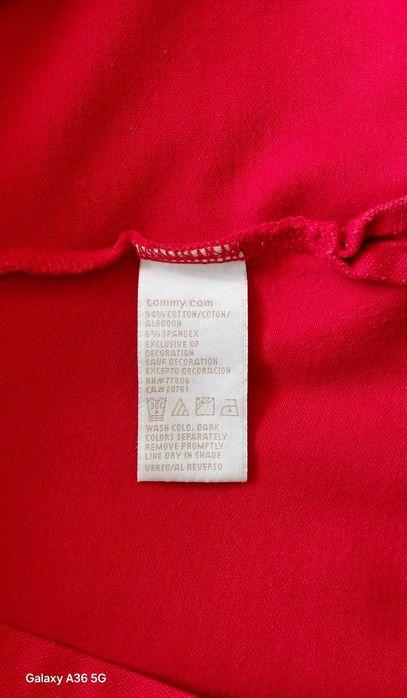 tommy.com
94% COTTON/COTON/
ALGODON
6% SPANDEX
EXCLUSIVE OF
DECORATION
SAUF DECORATION
EXCEPTO DECORACION
RN#77806
CA#20761
WASH COLD, DARK
COLORS SEPARATELY
REMOVE PROMPTLY
LINE DRY IN SHADE
VERSO/AL REVERSO
Galaxy A36 5G